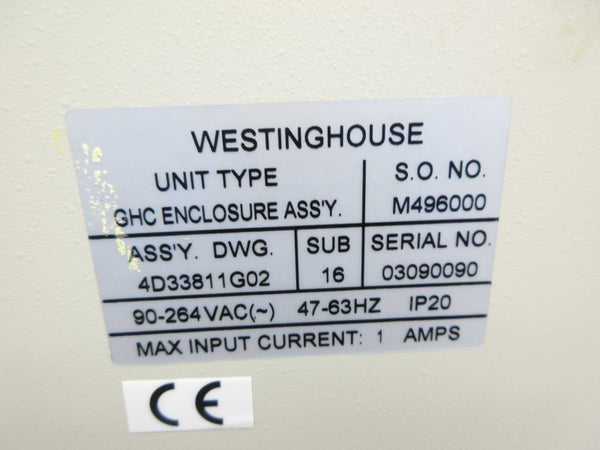 WESTINGHOUSE
UNIT TYPE
GHC ENCLOSURE ASS'Y.
S.O. NO.
M496000
ASS'Y. DWG.
4D33811G02
SUB
16
SERIAL NO.
03090090
90-264VAC(~) 47-63HZ IP20
MAX INPUT CURRENT: 1 AMPS
CE